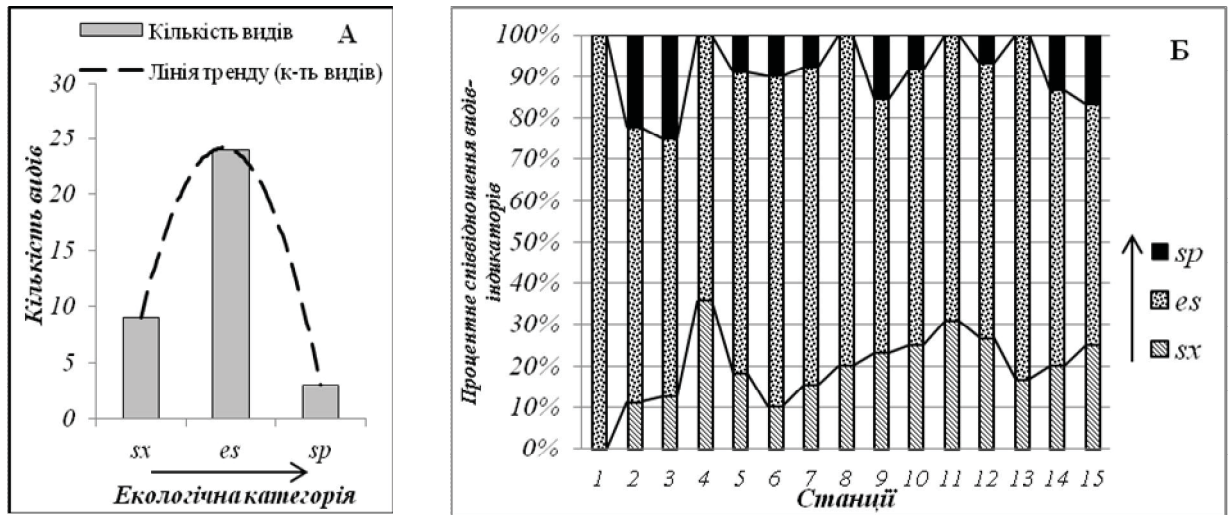 Кількість видів
А
Лінія тренду (к-ть видів)
Кількість видів
30
25
20
15
10
5
0
sx
es
sp
Екологічна категорія
Б
Процентне співвідношення видів-
індикаторів
100%
90%
80%
70%
60%
50%
40%
30%
20%
10%
0%
1 2 3 4 5 6 7 8 9 10 11 12 13 14 15
Станції
sp
es
sx